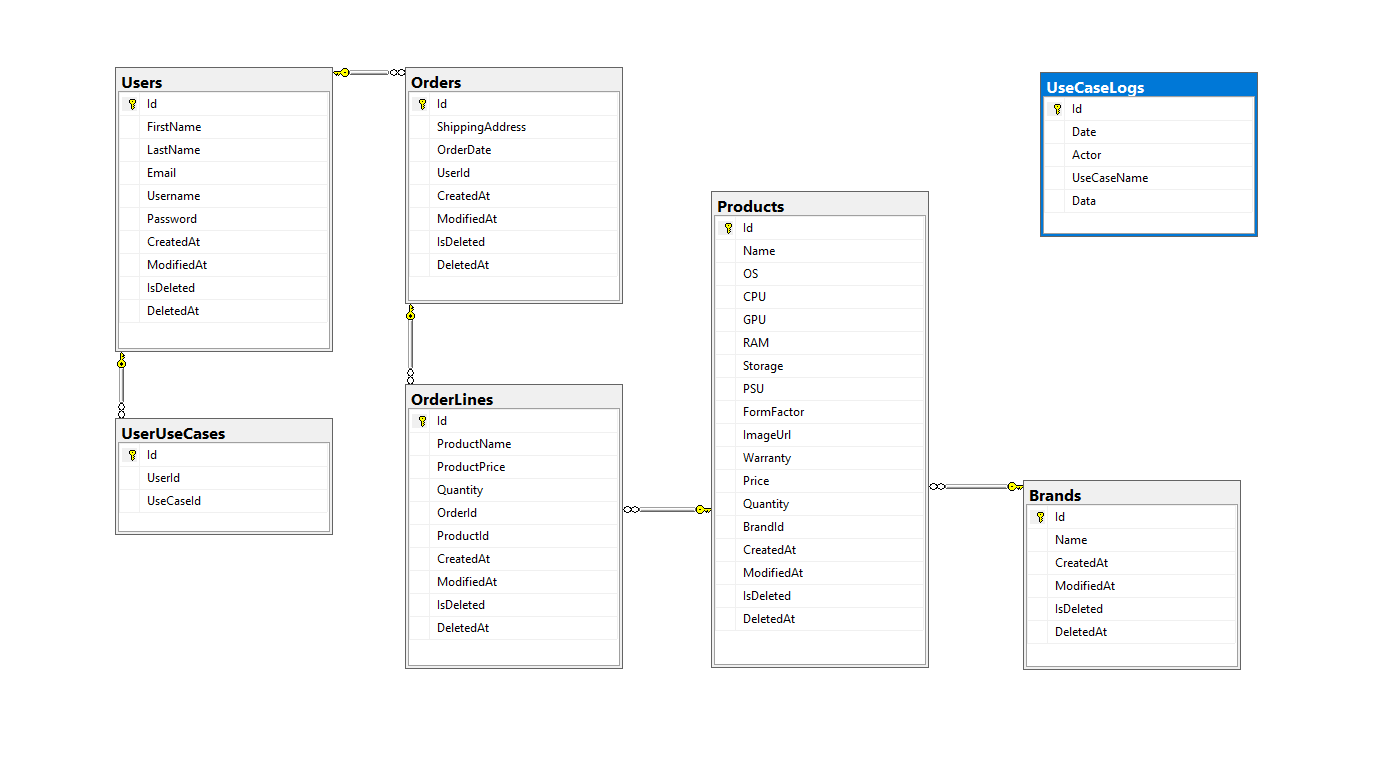 Users
Id
FirstName
LastName
Email
Username
Password
CreatedAt
ModifiedAt
IsDeleted
DeletedAt
UserUseCases
Id
UserId
UseCaseId
Orders
Id
ShippingAddress
OrderDate
UserId
CreatedAt
ModifiedAt
IsDeleted
DeletedAt
OrderLines
Id
ProductName
ProductPrice
Quantity
OrderId
ProductId
CreatedAt
ModifiedAt
IsDeleted
DeletedAt
Products
Id
Name
OS
CPU
GPU
RAM
Storage
PSU
FormFactor
ImageUrl
Warranty
Price
Quantity
BrandId
CreatedAt
ModifiedAt
IsDeleted
DeletedAt
UseCaseLogs
Id
Date
Actor
UseCaseName
Data
Brands
Id
Name
CreatedAt
ModifiedAt
IsDeleted
DeletedAt